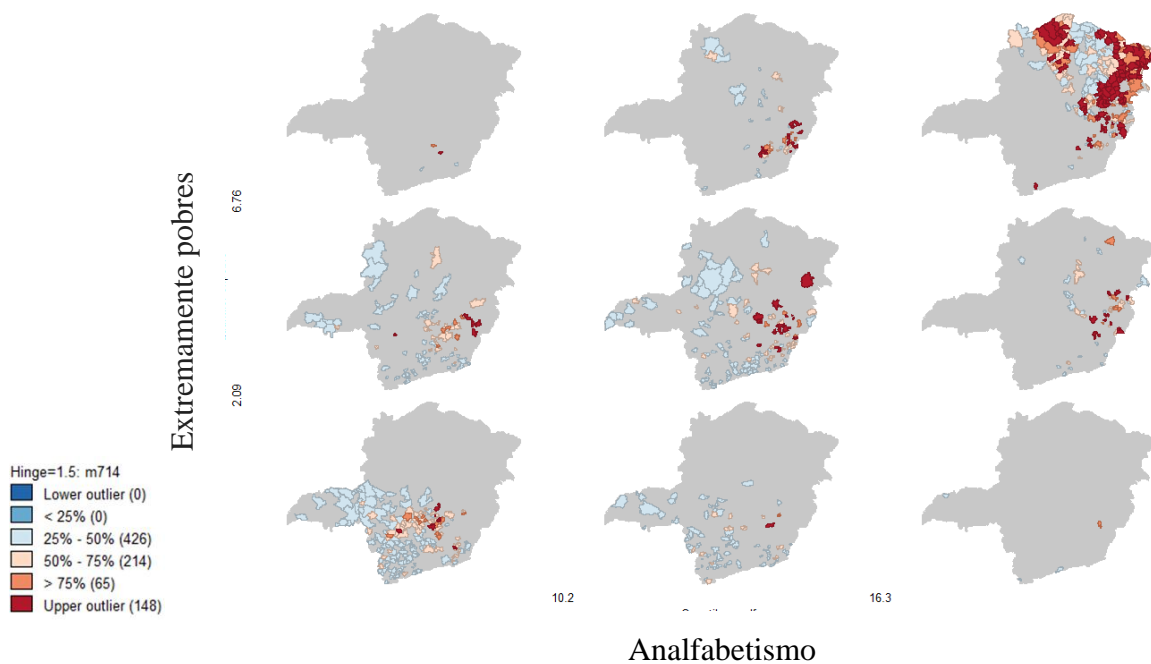 Extremamente pobres
6.76
2.09
Hinge=1.5: m714
Lower outlier (0)
< 25% (0)
25% - 50% (426)
50% - 75% (214)
> 75% (65)
Upper outlier (148)
10.2
16.3
Analfabetismo